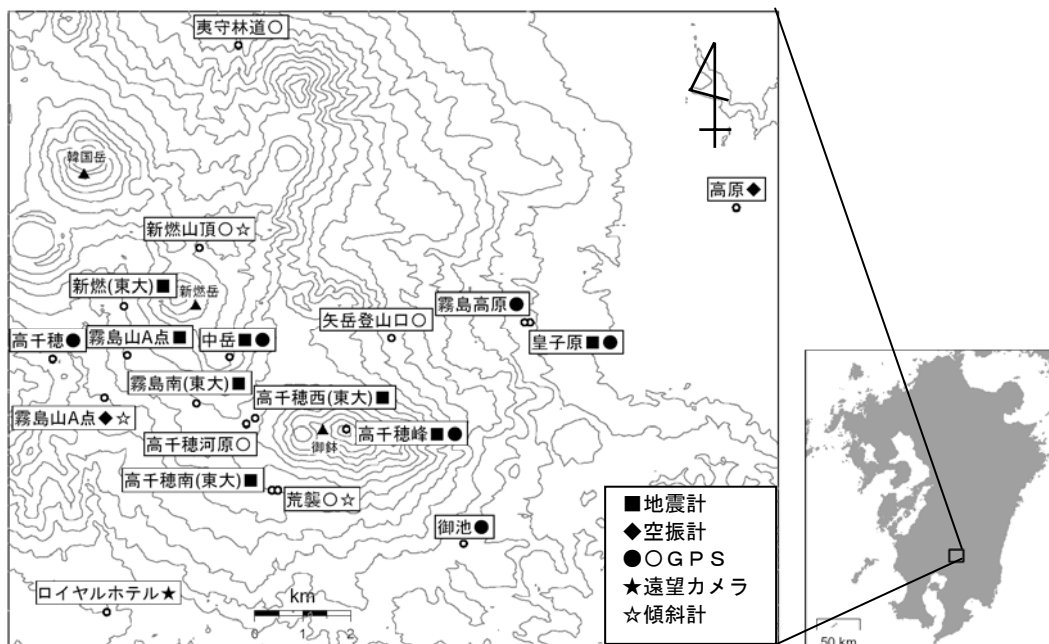 夷守林道○
韓国岳
高原◆
新燃山頂○☆
新燃(東大)■
新燃岳
霧島高原●
矢岳登山口○
皇子原■●
高千穂●
霧島山A点■
中岳■●
霧島南(東大)■
高千穂西(東大)■
霧島山A点◆☆
高千穂河原○
御鉢
高千穂峰■●
高千穂南(東大)■
荒襲○☆
御池●
ロイヤルホテル★
km
0 1 2
■地震計
◆空振計
●○GPS
★遠望カメラ
☆傾斜計
50 km